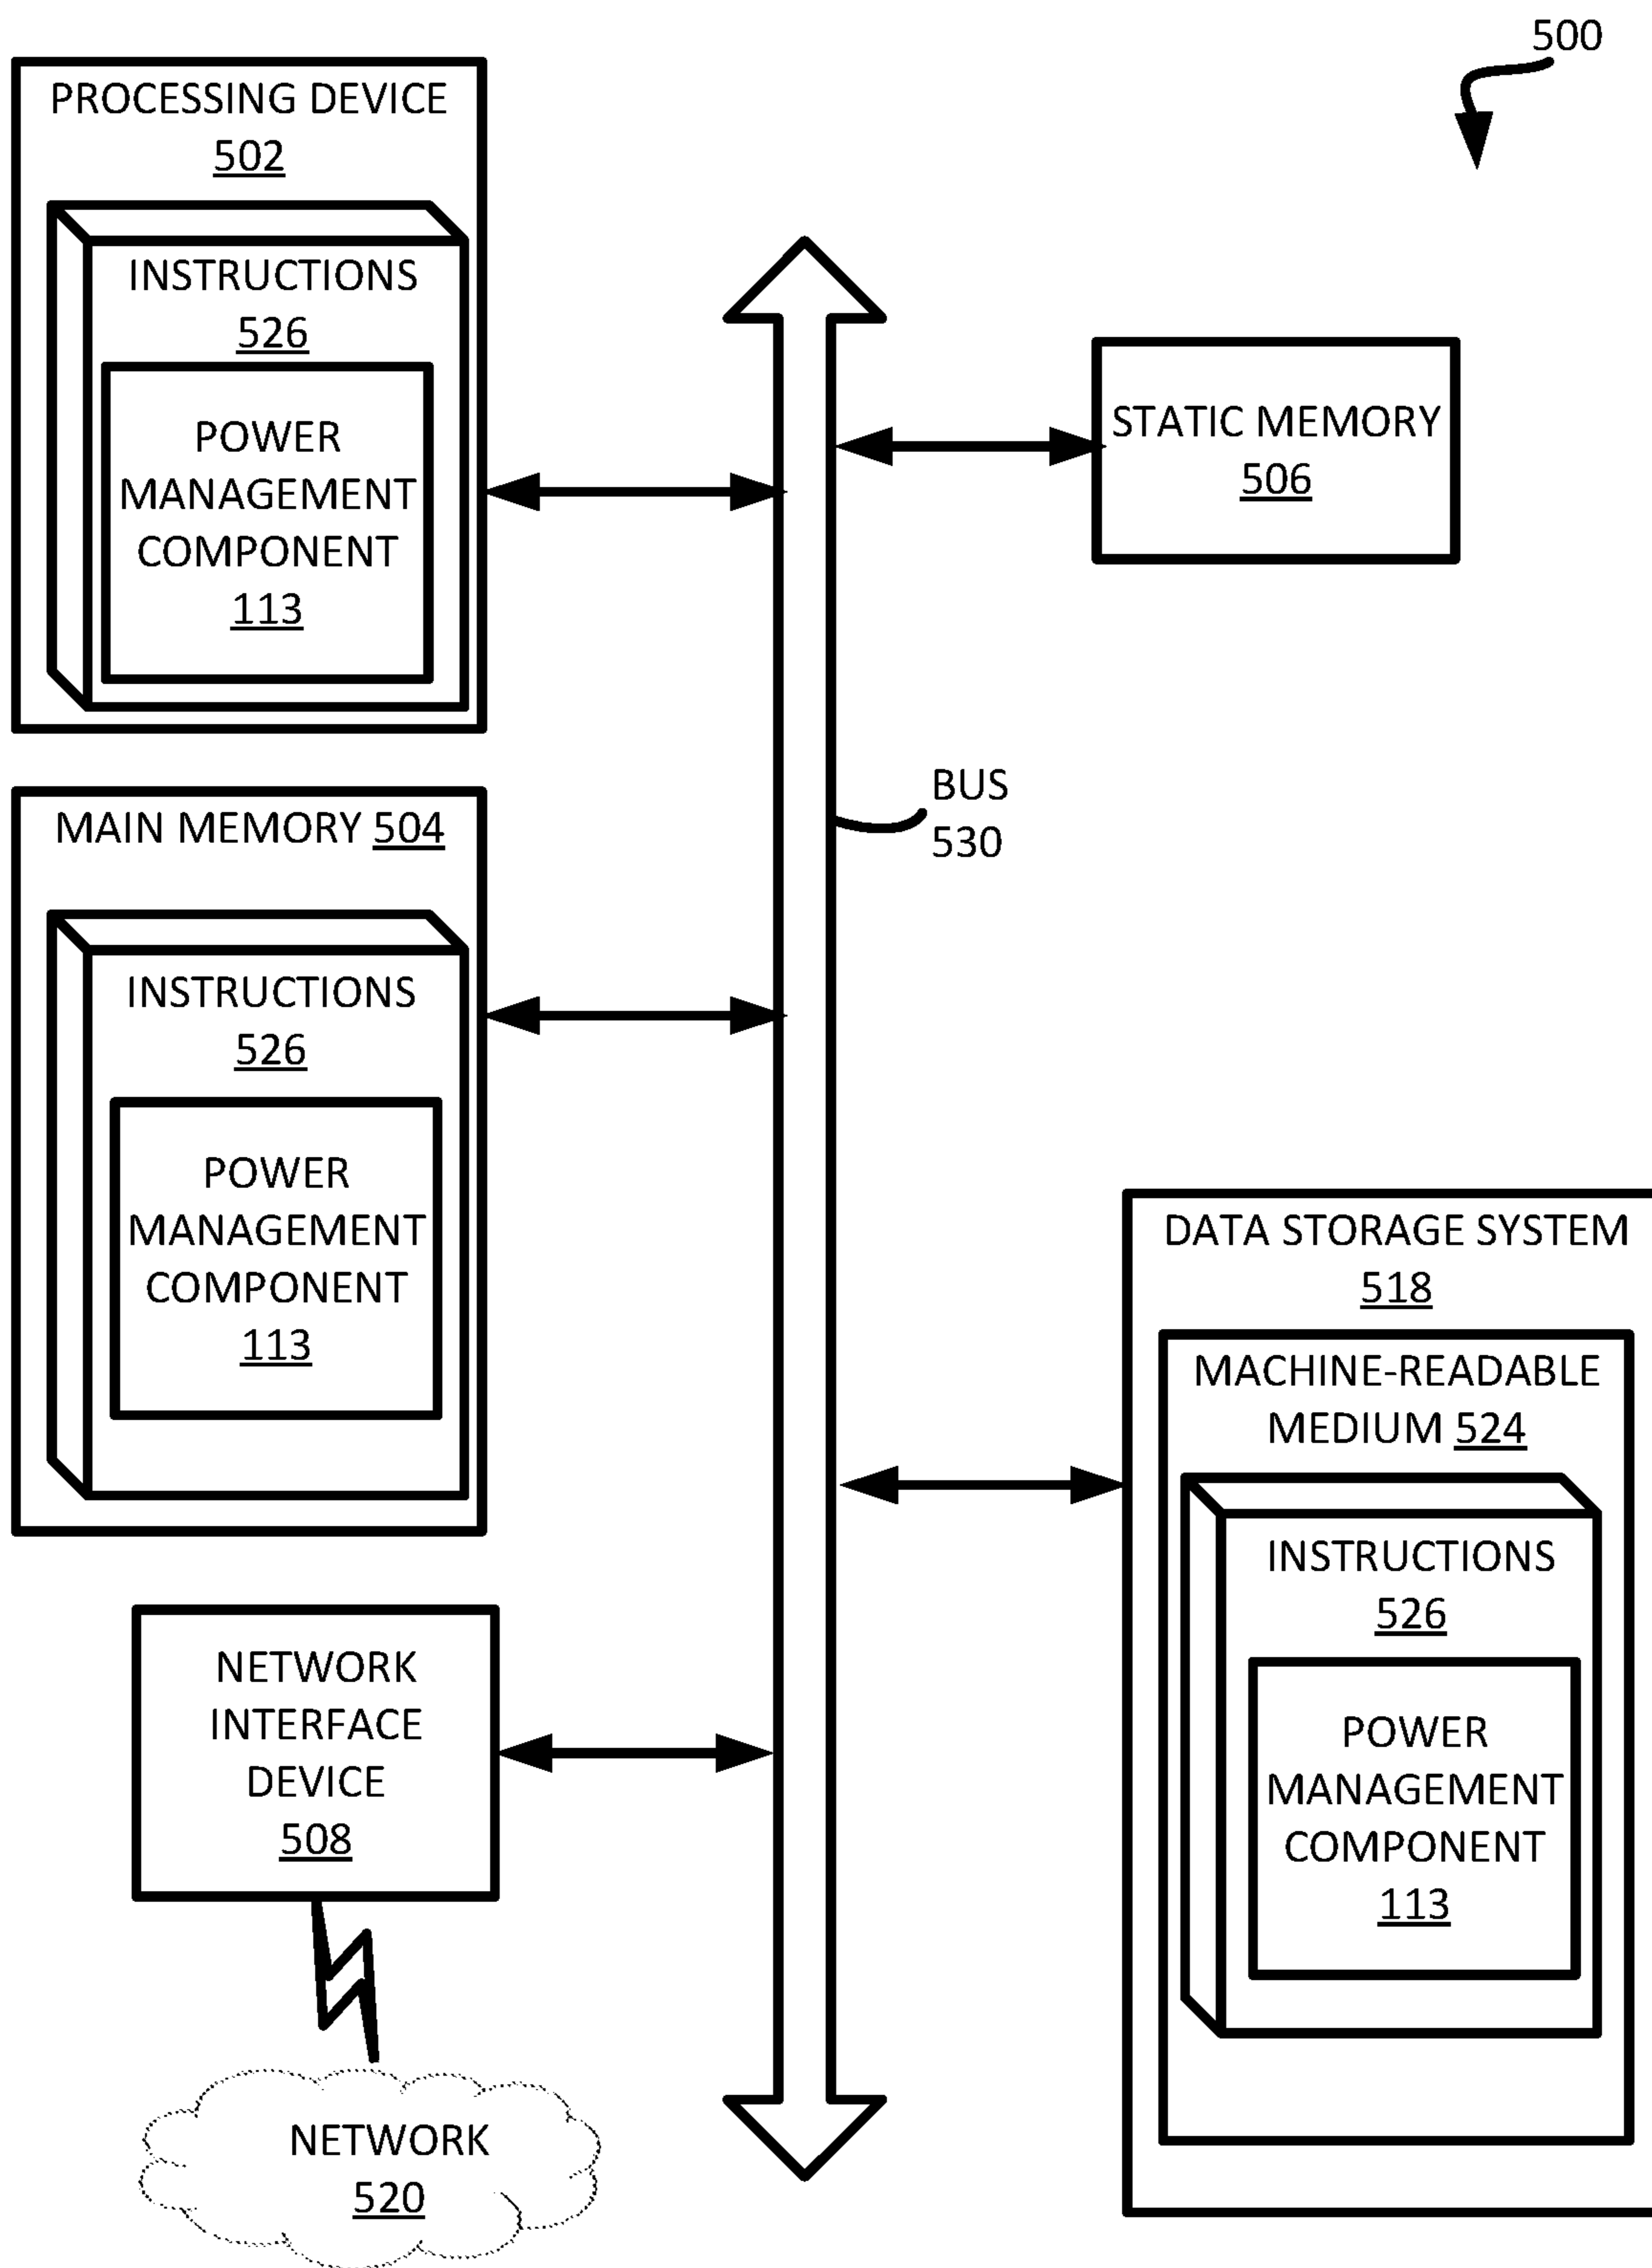 500
PROCESSING DEVICE
502
INSTRUCTIONS
526
POWER
MANAGEMENT
COMPONENT
113
STATIC MEMORY
506
BUS
530
MAIN MEMORY 504
INSTRUCTIONS
526
POWER
MANAGEMENT
COMPONENT
113
DATA STORAGE SYSTEM
518
MACHINE-READABLE
MEDIUM 524
INSTRUCTIONS
526
POWER
MANAGEMENT
COMPONENT
113
NETWORK
INTERFACE
DEVICE
508
NETWORK
520